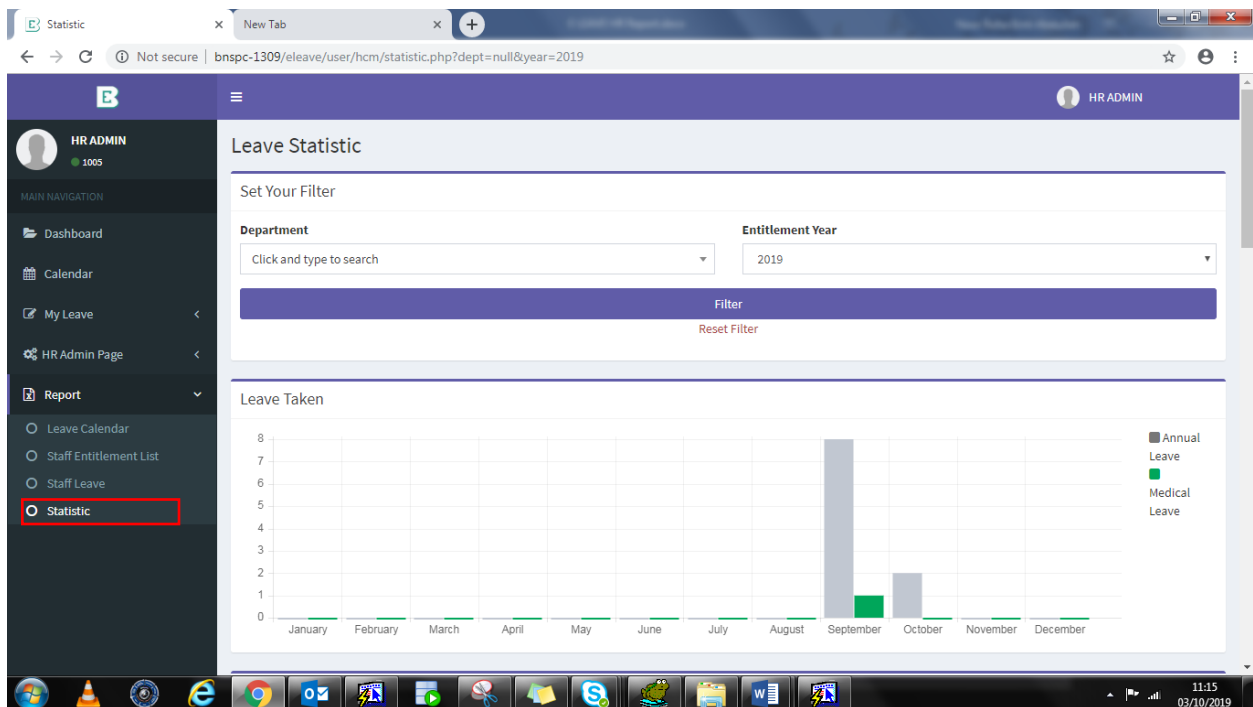 Statistic
New Tab
Not secure | bnspc-1309/eleave/user/hcm/statistic.php?dept=null&year=2019
HR ADMIN
HR ADMIN
1005
MAIN NAVIGATION
Dashboard
Calendar
My Leave
HR Admin Page
Report
Leave Calendar
Staff Entitlement List
Staff Leave
Statistic
Leave Statistic
Set Your Filter
Department
Entitlement Year
Click and type to search
2019
Filter
Reset Filter
Leave Taken
8
7
6
5
4
3
2
1
0
January February March April May June July August September October November December
Annual
Leave
Medical
Leave
11:15
03/10/2019